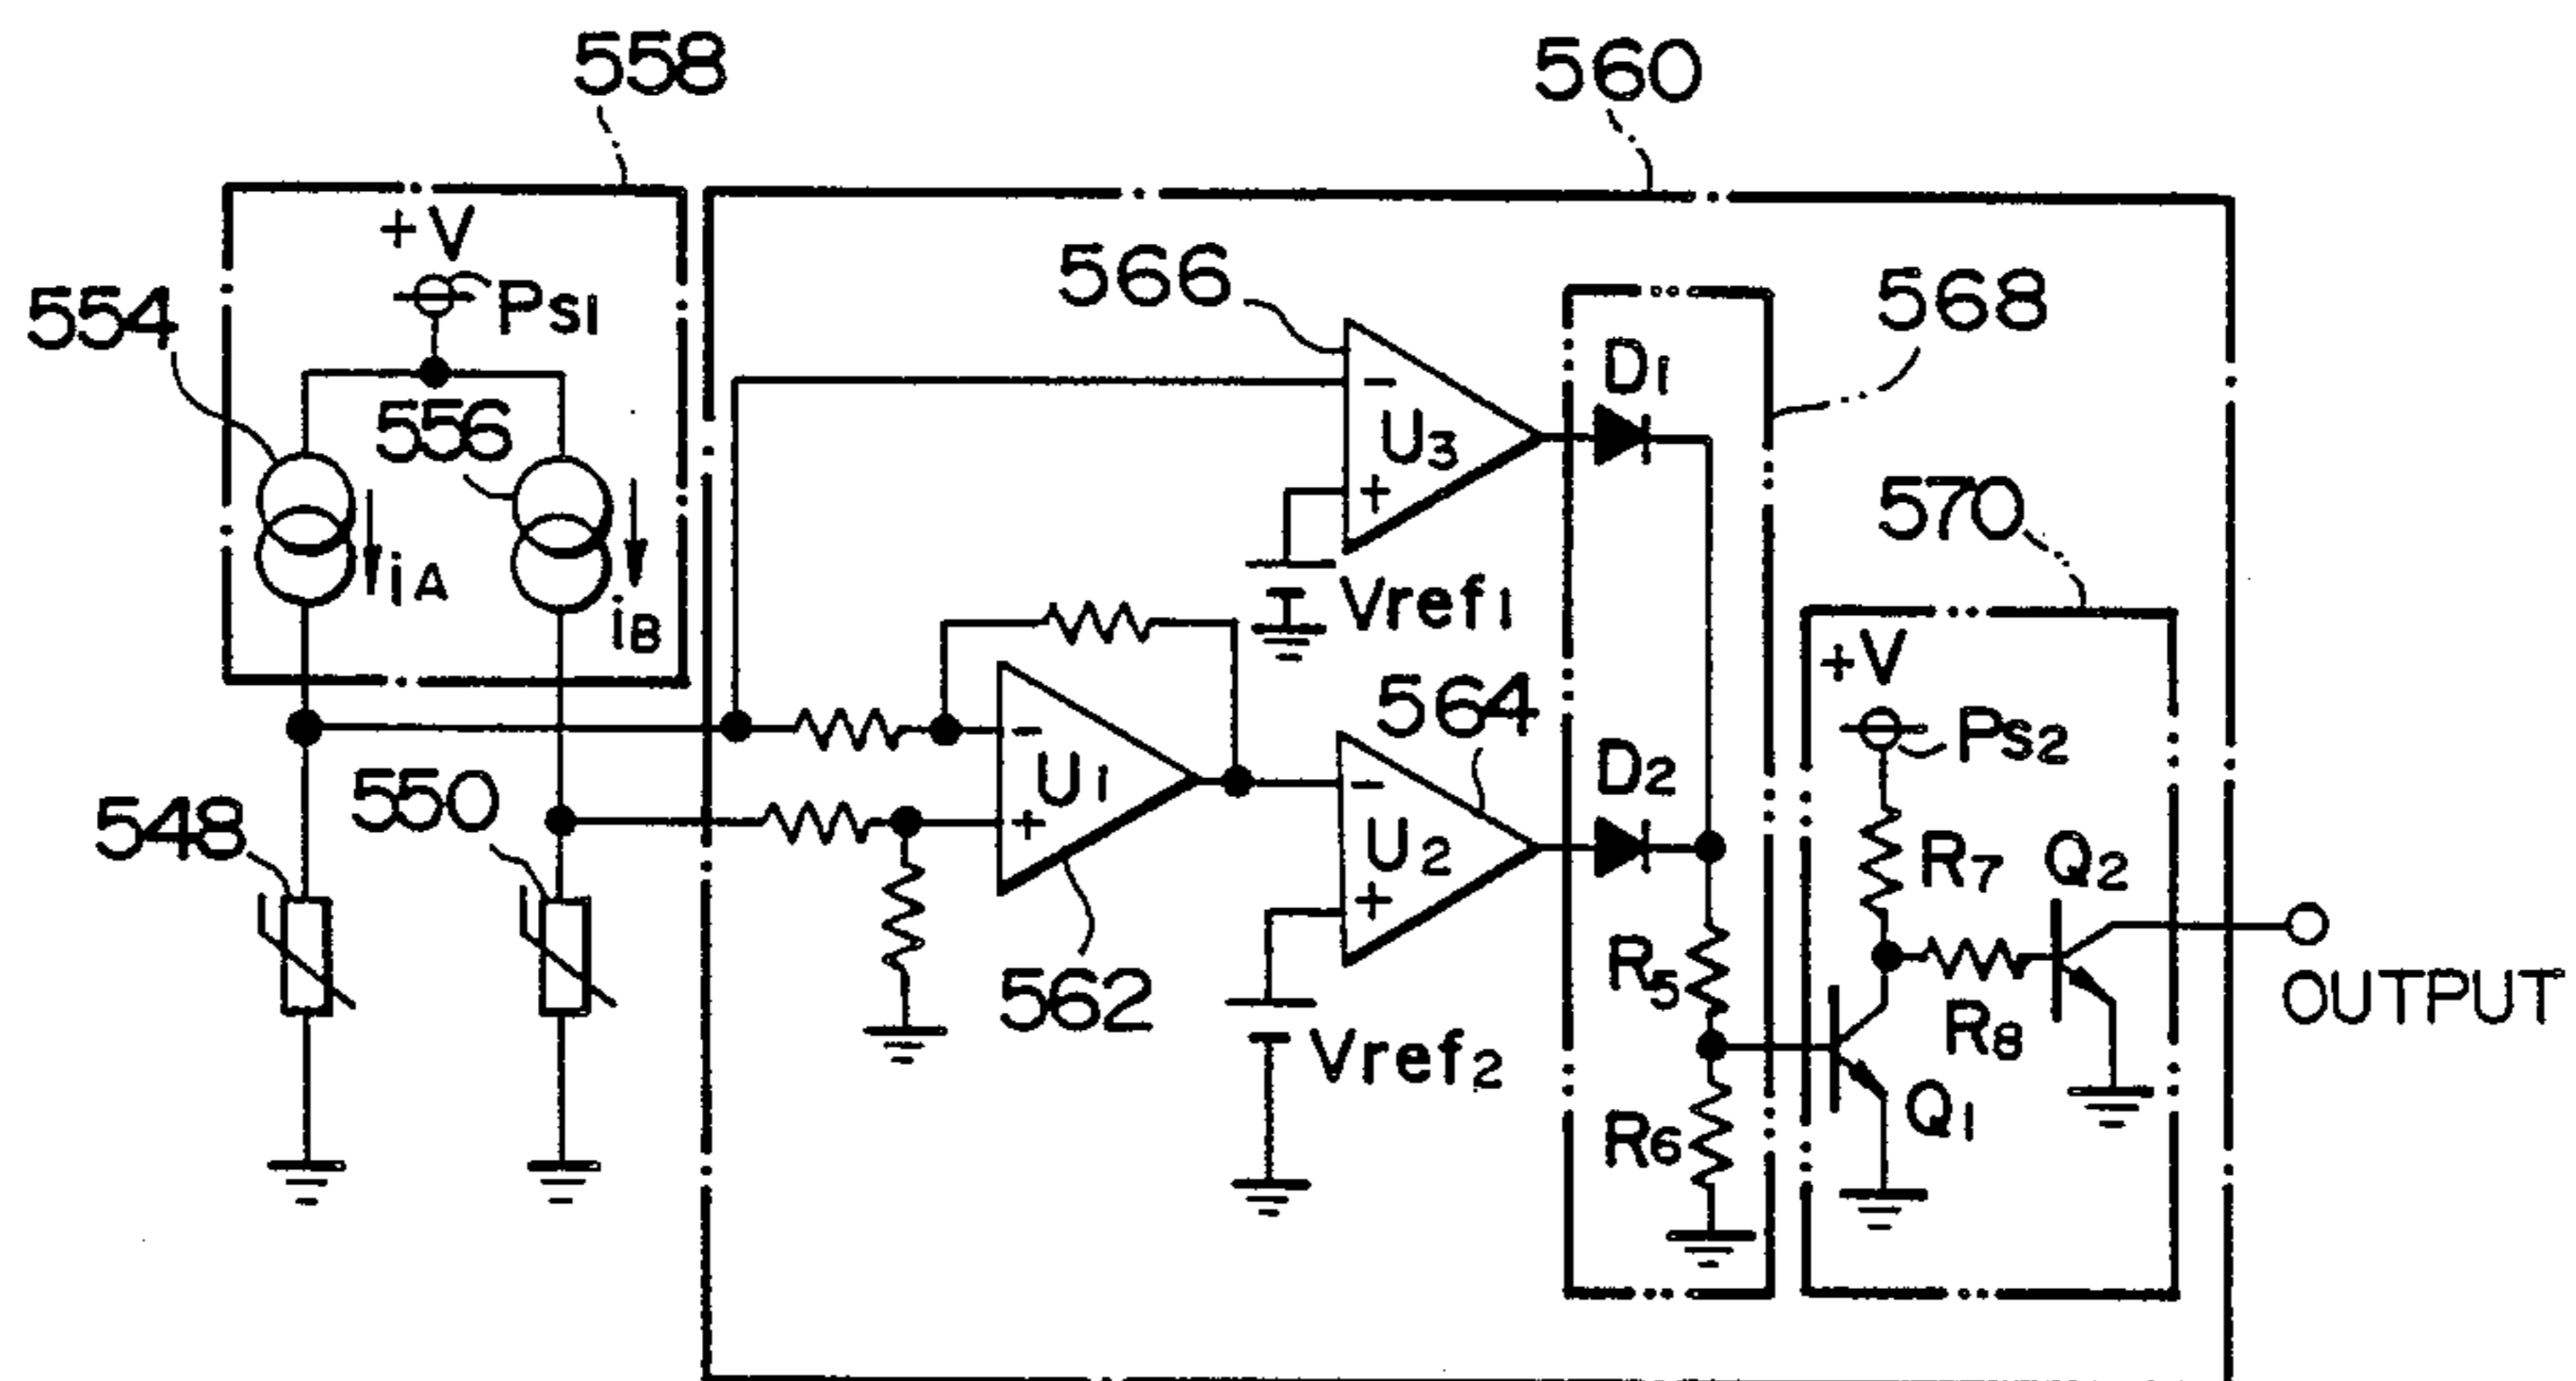 558
560
+V
Ps1
566
568
554
D1
556
U3
570
iA
iB
Vref1
+V
564
Ps2
D2
548
550
U1
U2
R7
Q2
R5
OUTPUT
562
R8
Vref2
Q1
R6